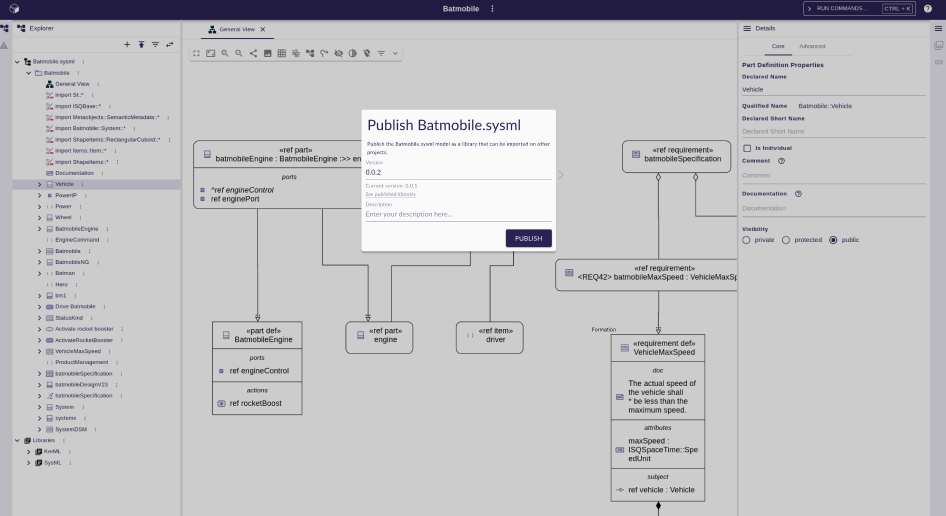 Batmobile
RUN COMMANDS...
CTRL + K
Explorer
Batmobile.sysml
Batmobile
General View
import SI::*
import ISQBase::*
import Metaobjects::SemanticMetadata::*
import Batmobile::System::*
import ShapeItems::RectangularCuboid::*
import Items::Item::*
import ShapeItems::*
Documentation
Vehicle
PowerIP
Power
Wheel
BatmobileEngine
EngineCommand
Batmobile
BatmobileNG
Batman
Hero
bm1
Drive Batmobile
StatusKind
Activate rocket booster
ActivateRocketBooster
VehicleMaxSpeed
ProductManagement
batmobileSpecification
batmobileDesignV23
batmobileSpecification
System
systems
SystemDSM
Libraries
KerML
SysML
General View
«ref part»
batmobileEngine : BatmobileEngine :>> en
ports
^ref engineControl
ref enginePort
Publish Batmobile.sysml
Publish the Batmobile.sysml model as a library that can be imported on other
projects.
Version
0.0.2
Current version: 0.0.1
See published libraries
Description
Enter your description here...
PUBLISH
«ref requirement»
batmobileSpecification
«ref requirement»
<REQ42> batmobileMaxSpeed : VehicleMaxSp
«part def»
BatmobileEngine
ports
ref engineControl
actions
ref rocketBoost
«ref part»
engine
«ref item»
driver
Formation
«requirement def»
VehicleMaxSpeed
doc
The actual speed of
the vehicle shall
* be less than the
maximum speed.
attributes
maxSpeed :
ISQSpaceTime::Spe
edUnit
subject
ref vehicle : Vehicle
Details
Core
Advanced
Part Definition Properties
Declared Name
Vehicle
Qualified Name
Batmobile::Vehicle
Declared Short Name
Declared Short Name
Is Individual
Comment
Comment
Documentation
Documentation
Visibility
private
protected
public